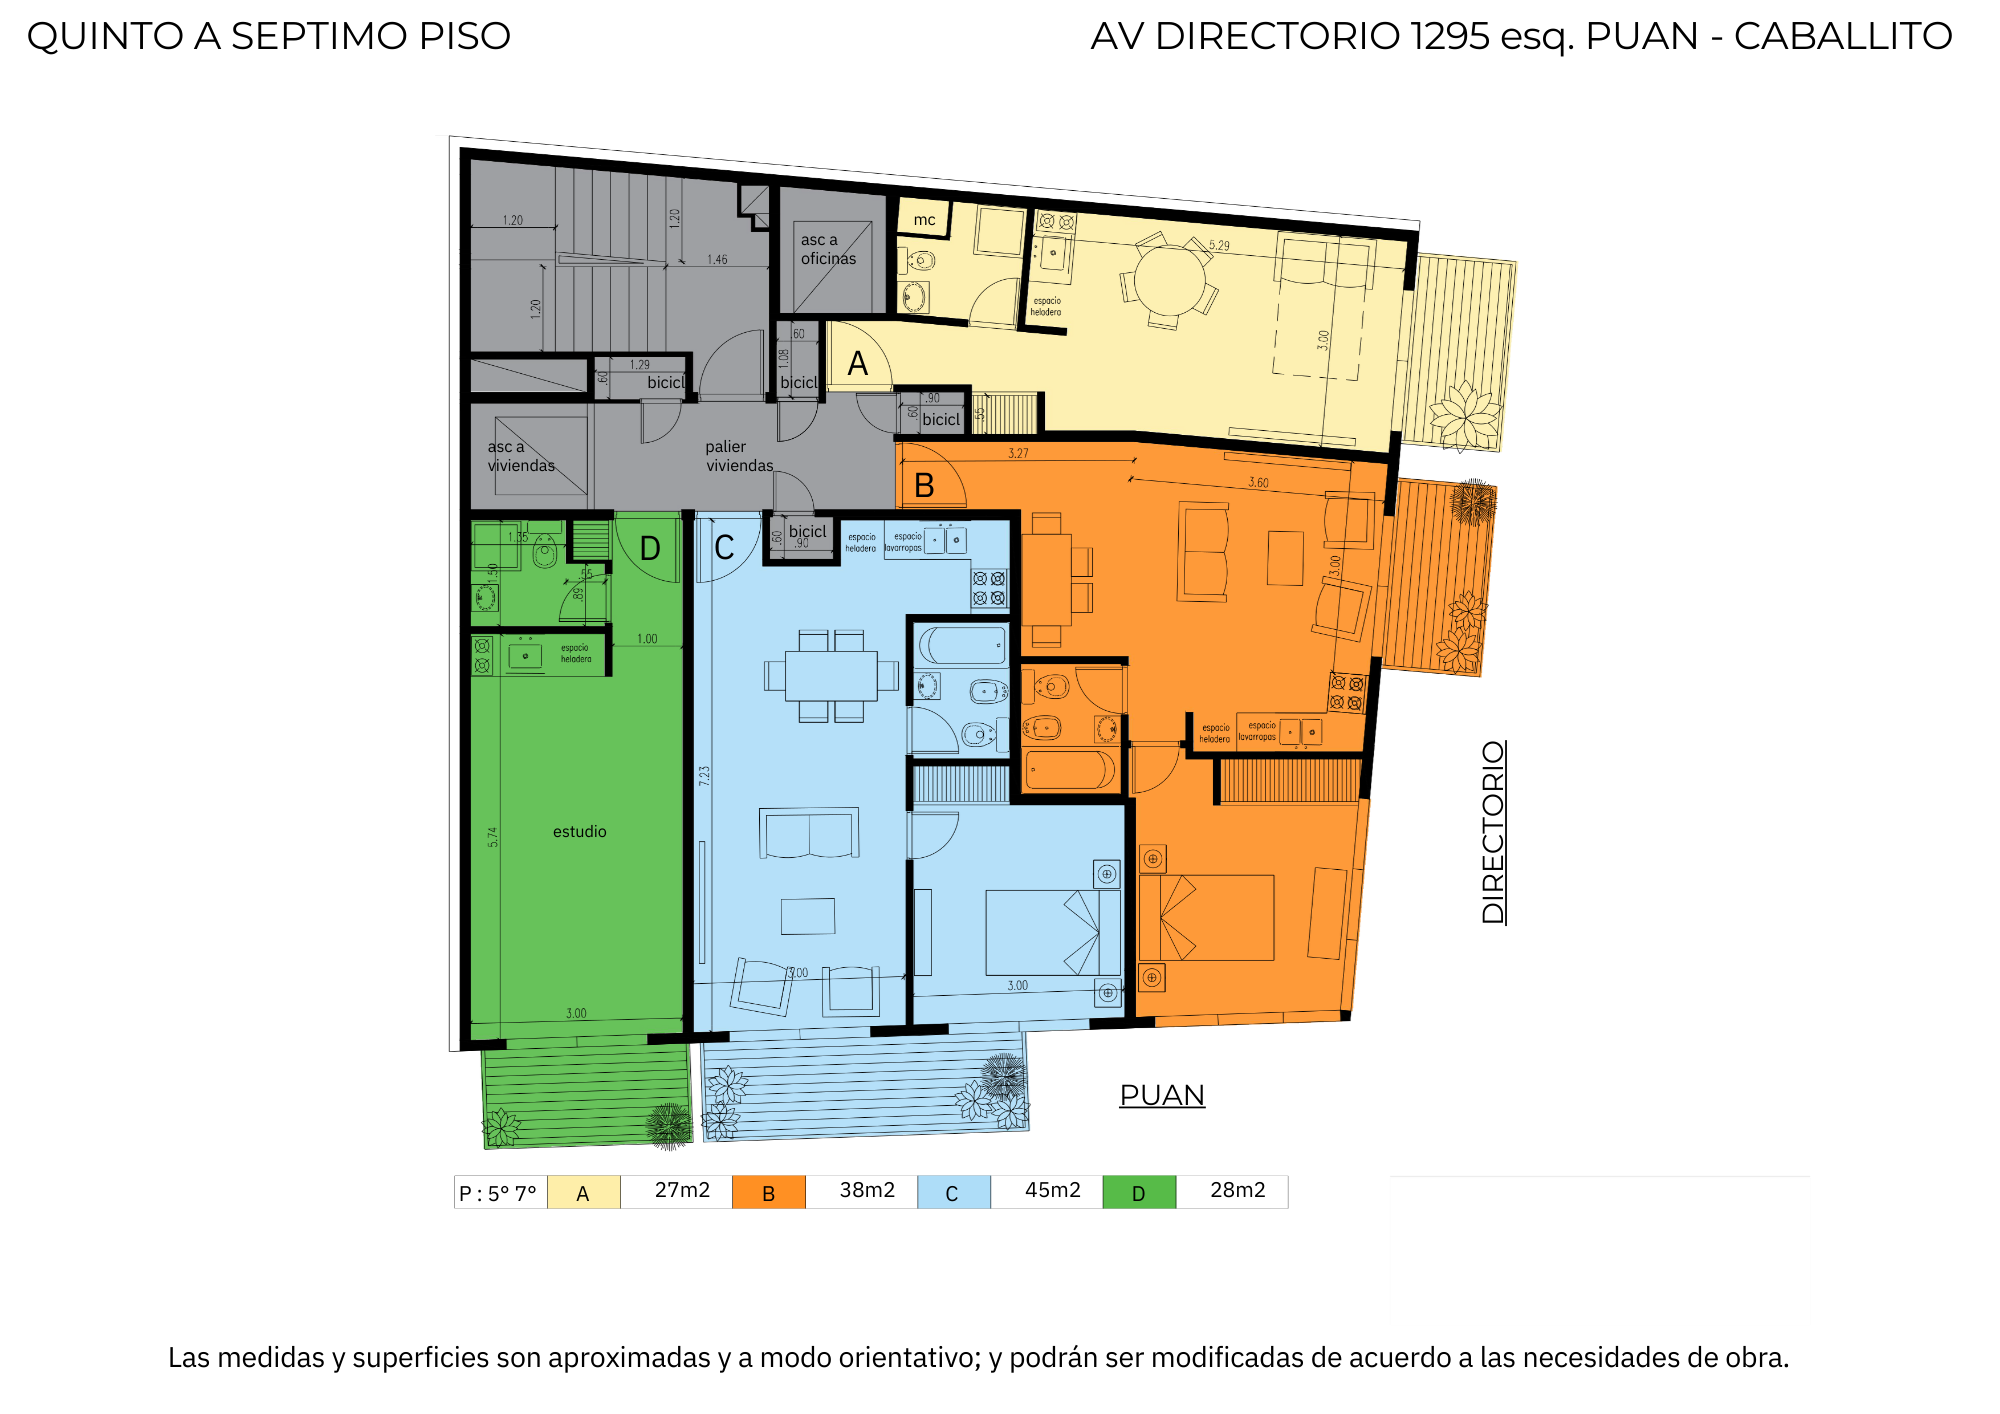 QUINTO A SEPTIMO PISO
AV DIRECTORIO 1295 esq. PUAN - CABALLITO
1.20
1.20
1.46
1.20
asc a
oficinas
mc
espacio
heladera
5.29
3.00
.60
1.08
bicicl
A
1.29
.60
bicicl
.90
.60
bicicl
.55
asc a
viviendas
palier
viviendas
3.27
B
3.60
3.00
espacio
heladera
espacio
lavarropas
1.35
1.50
D
.55
.89
1.00
espacio
heladera
5.74
estudio
3.00
C
bicicl
.60
.90
espacio
heladera
espacio
lavarropas
7.23
3.00
3.00
DIRECTORIO
PUAN
P : 5° 7° A 27m2 B 38m2 C 45m2 D 28m2
Las medidas y superficies son aproximadas y a modo orientativo; y podrán ser modificadas de acuerdo a las necesidades de obra.